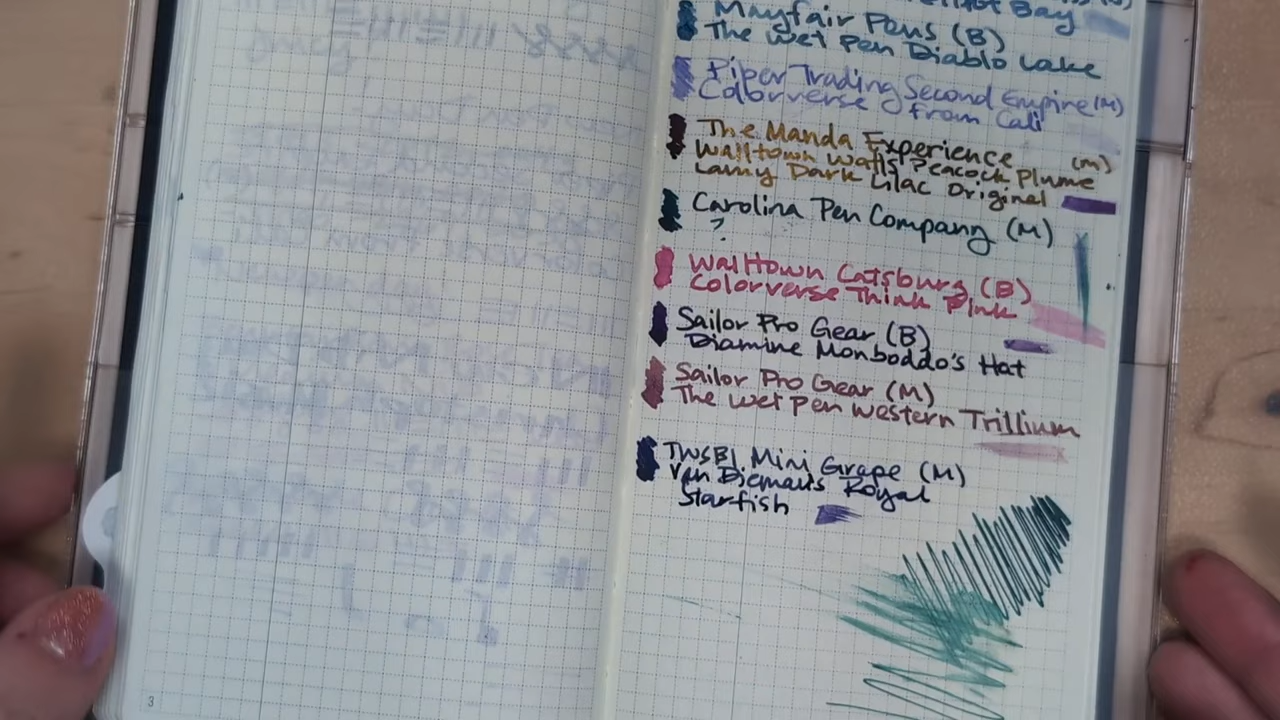 Bay
Mayfair Pens (B)
The Wet Pen Diablo Lake
Piper Trading Second Empire (M)
Colorverse from Cali
The Manda Experience (M)
Walltown Watts Peacock Plume
Lamy Dark Lilac Original
Carolina Pen Company (M)
?
Walltown Catsburg (B)
Colorverse Think Pink
Sailor Pro Gear (B)
Diamine Monboddo's Hat
Sailor Pro Gear (M)
The Wet Pen Western Trillium
TWSBI Mini Grape (M)
Van Dieman's Royal
Starfish
3